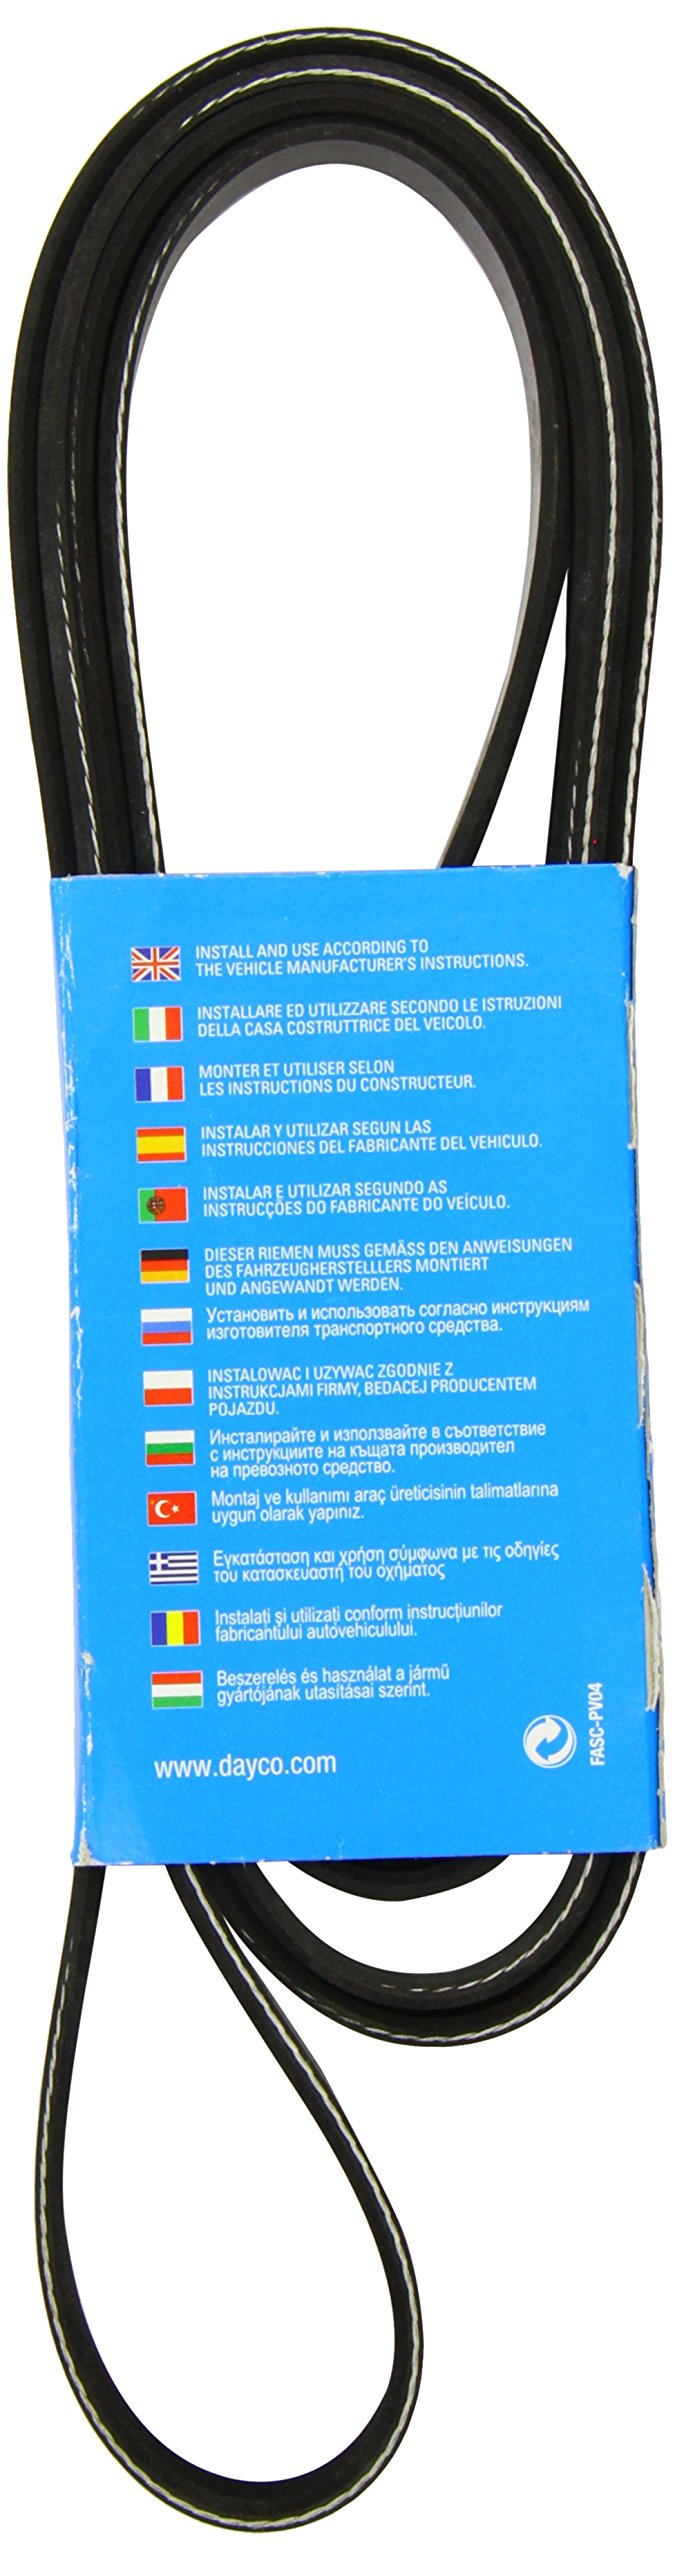 INSTALL AND USE ACCORDING TO
THE VEHICLE MANUFACTURER'S INSTRUCTIONS.
INSTALLARE ED UTILIZZARE SECONDO LE ISTRUZIONI
DELLA CASA COSTRUTTRICE DEL VEICOLO.
MONTER ET UTILISER SELON
LES INSTRUCTIONS DU CONSTRUCTEUR.
INSTALAR Y UTILIZAR SEGUN LAS
INSTRUCCIONES DEL FABRICANTE DEL VEHICULO.
INSTALAR E UTILIZAR SEGUNDO AS
INSTRUCÇÕES DO FABRICANTE DO VEÍCULO.
DIESER RIEMEN MUSS GEMÄSS DEN ANWEISUNGEN
DES FAHRZEUGHERSTELLLERS MONTIERT
UND ANGEWANDT WERDEN.
Установить и использовать согласно инструкциям
изготовителя транспортного средства.
INSTALOWAC I UZYWAC ZGODNIE Z
INSTRUKCJAMI FIRMY, BEDACEJ PRODUCENTEM
POJAZDU.
Инсталирайте и използвайте в съответствие
с инструкциите на къщата производител
на превозното средство.
Montaj ve kullanımı araç üreticisinin talimatlarına
uygun olarak yapınız.
Εγκατάσταση και χρήση σύμφωνα με τις οδηγίες
του κατασκευαστή του οχήματος
Instalați și utilizați conform instrucțiunilor
fabricantului autovehiculului.
Beszerelés és használat a jármű
gyártójának utasításai szerint.
www.dayco.com
FASC-PV04